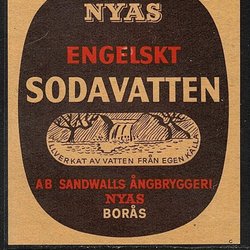 NYAS
ENGELSKT
SODAVATTEN
TILLVERKAT AV VATTEN FRÅN EGEN KÄLLA
AB SANDWALLS ÅNGBRYGGERI
NYAS
BORÅS